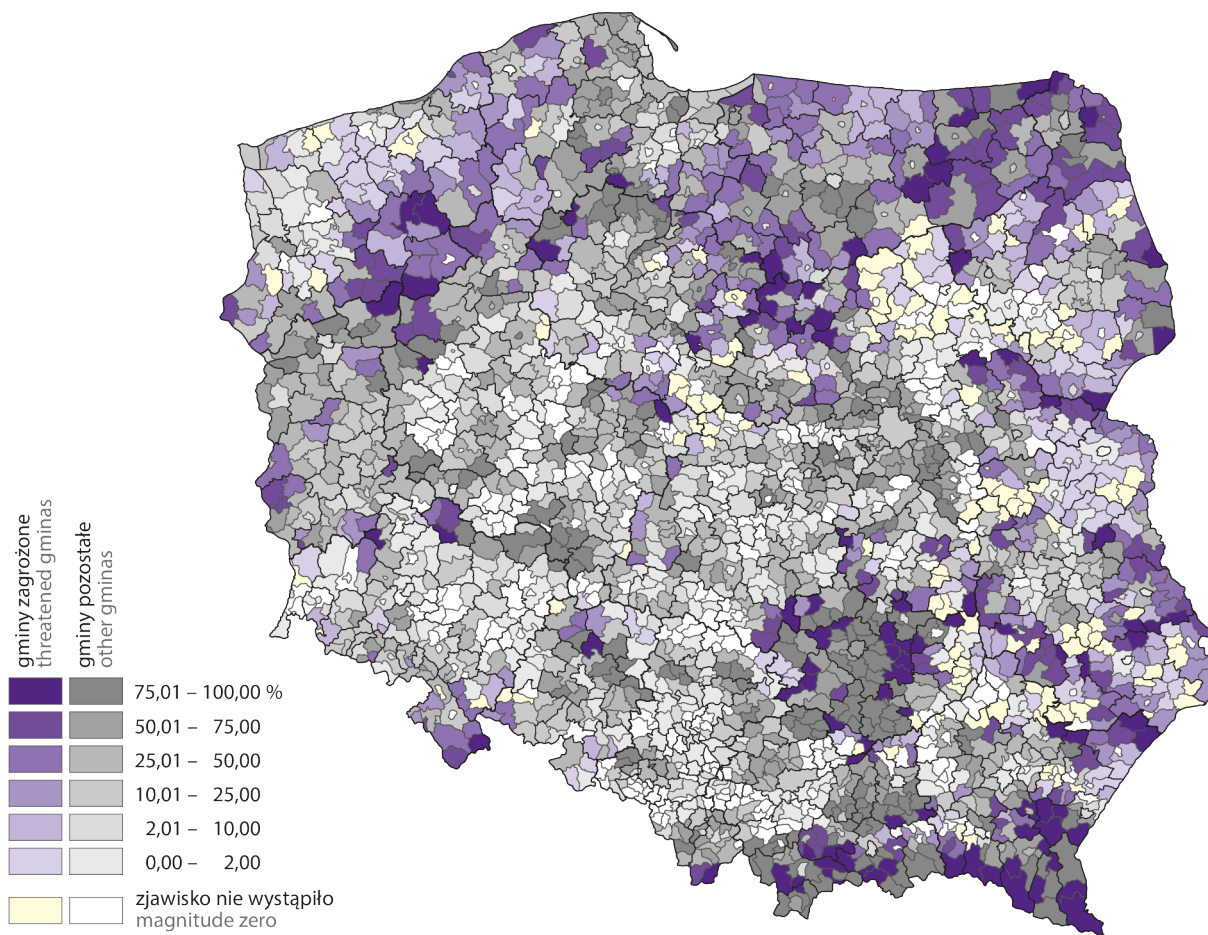 gminy zagrożone
threatened gminas
gminy pozostałe
other gminas
75,01 – 100,00 %
50,01 – 75,00
25,01 – 50,00
10,01 – 25,00
2,01 – 10,00
0,00 – 2,00
zjawisko nie wystąpiło
magnitude zero